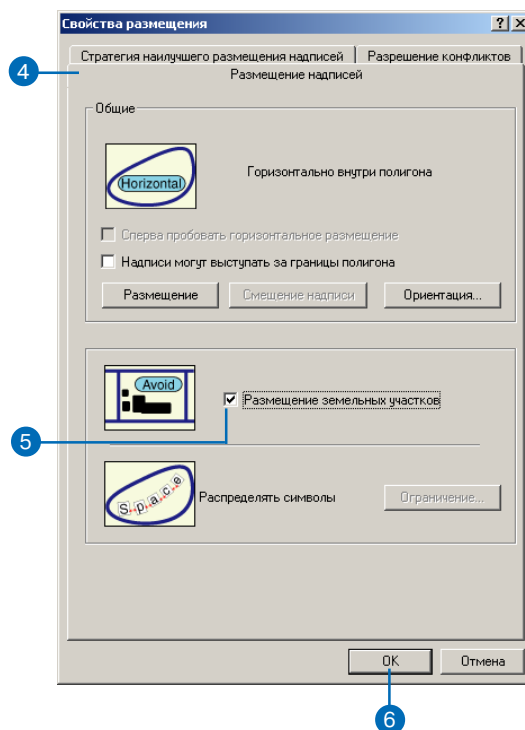 Свойства размещения
Стратегия наилучшего размещения надписей
Разрешение конфликтов
4
Размещение надписей
Общие
Horizontal
Горизонтально внутри полигона
Сперва пробовать горизонтальное размещение
Надписи могут выступать за границы полигона
Размещение
Смещение надписи
Ориентация...
Avoid
Размещение земельных участков
5
Space
Распределять символы
Ограничение...
OK
Отмена
6